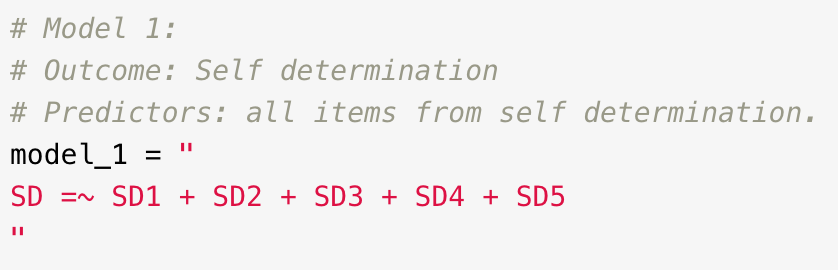 # Model 1:
# Outcome: Self determination
# Predictors: all items from self determination.
model_1 = "
SD =~ SD1 + SD2 + SD3 + SD4 + SD5
"